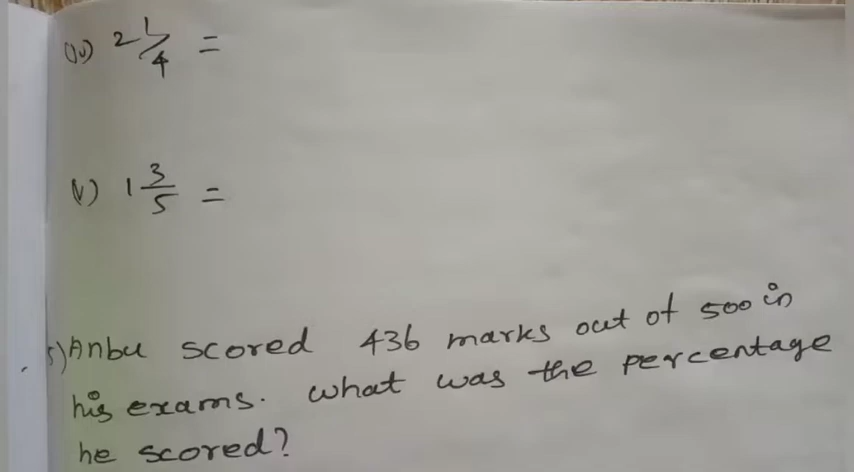 (iv) 2 1/4 =
(v) 1 3/5 =
5) Anbu scored 436 marks out of 500 in
his exams. What was the percentage
he scored?